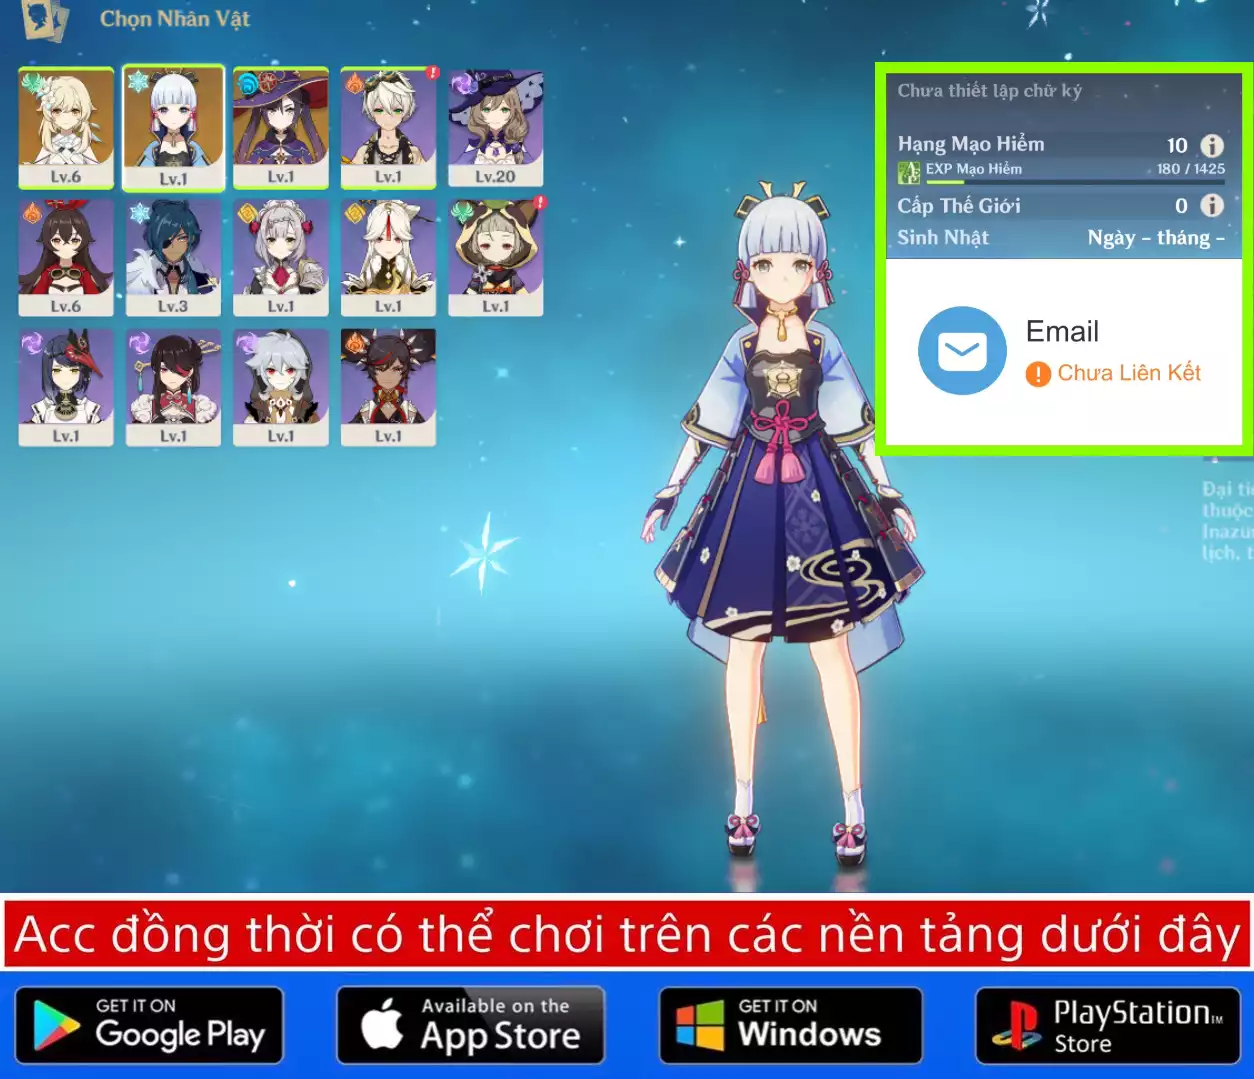 Chọn Nhân Vật
Lv.6
Lv.1
Lv.1
Lv.1
Lv.20
Lv.6
Lv.3
Lv.1
Lv.1
Lv.1
Lv.1
Lv.1
Lv.1
Lv.1
Chưa thiết lập chữ ký
Hạng Mạo Hiểm 10
EXP Mạo Hiểm 180 / 1425
Cấp Thế Giới 0
Sinh Nhật Ngày - tháng -
Email
Chưa Liên Kết
Đại
thuộc
lịch,
Acc đồng thời có thể chơi trên các nền tảng dưới đây
GET IT ON
Google Play
Available on the
App Store
GET IT ON
Windows
PlayStation™
Store